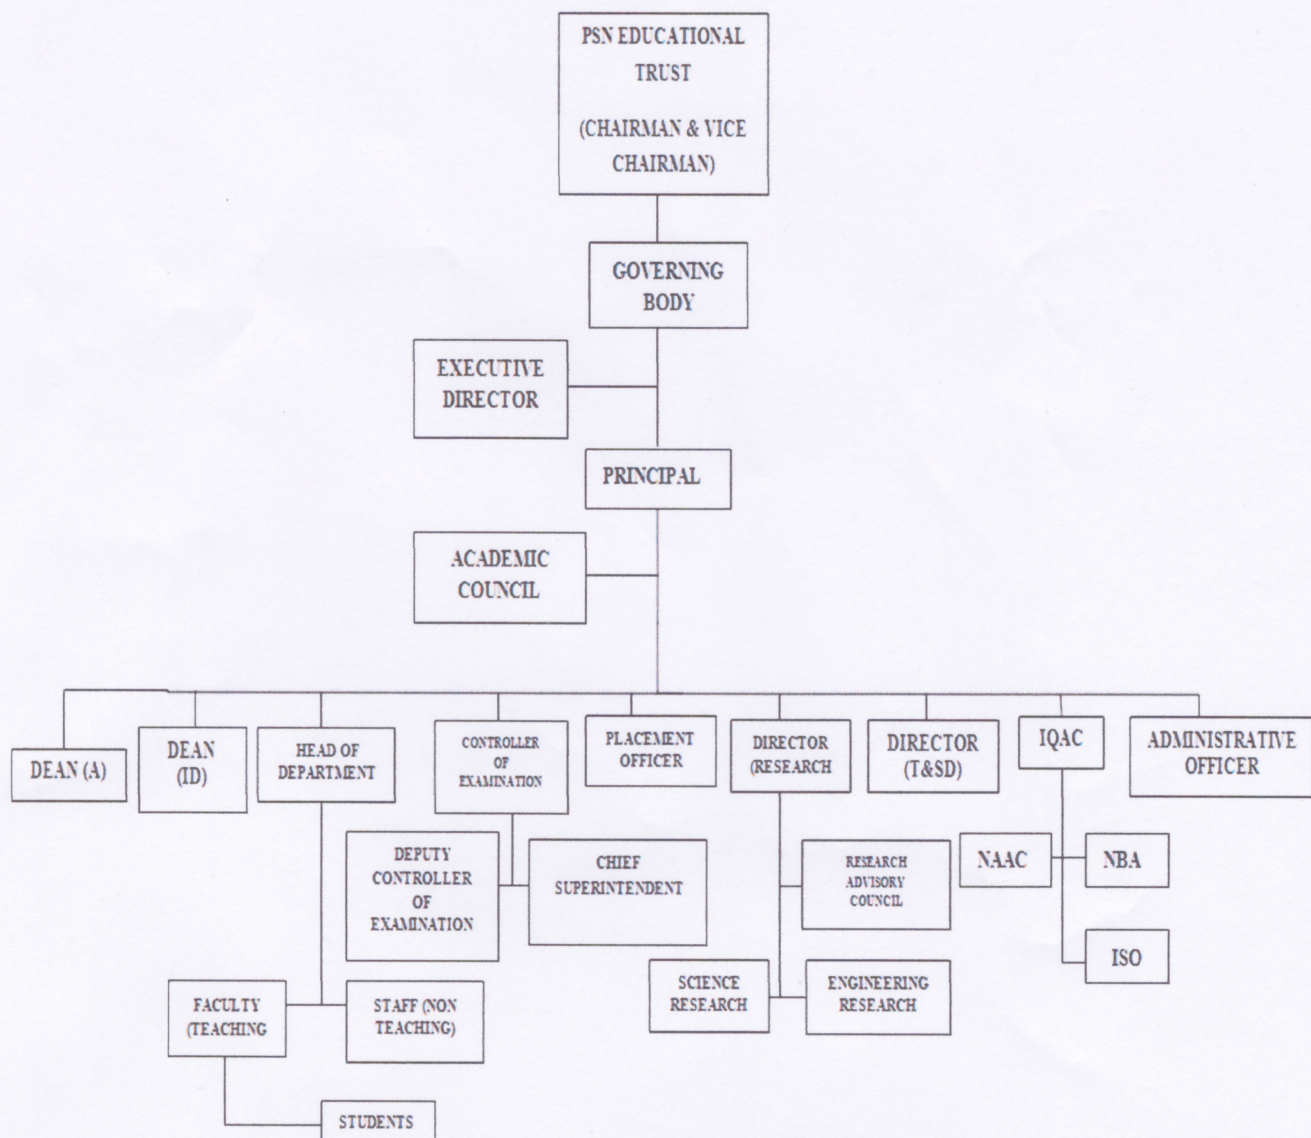 PSN EDUCATIONAL
TRUST
(CHAIRMAN & VICE
CHAIRMAN)
GOVERNING
BODY
EXECUTIVE
DIRECTOR
PRINCIPAL
ACADEMIC
COUNCIL
DEAN (A)
DEAN
(ID)
HEAD OF
DEPARTMENT
CONTROLLER
OF
EXAMINATION
PLACEMENT
OFFICER
DIRECTOR
(RESEARCH
DIRECTOR
(T&SD)
IQAC
ADMINISTRATIVE
OFFICER
DEPUTY
CONTROLLER
OF
EXAMINATION
CHIEF
SUPERINTENDENT
RESEARCH
ADVISORY
COUNCIL
NAAC
NBA
ISO
SCIENCE
RESEARCH
ENGINEERING
RESEARCH
FACULTY
(TEACHING
STAFF (NON
TEACHING)
STUDENTS